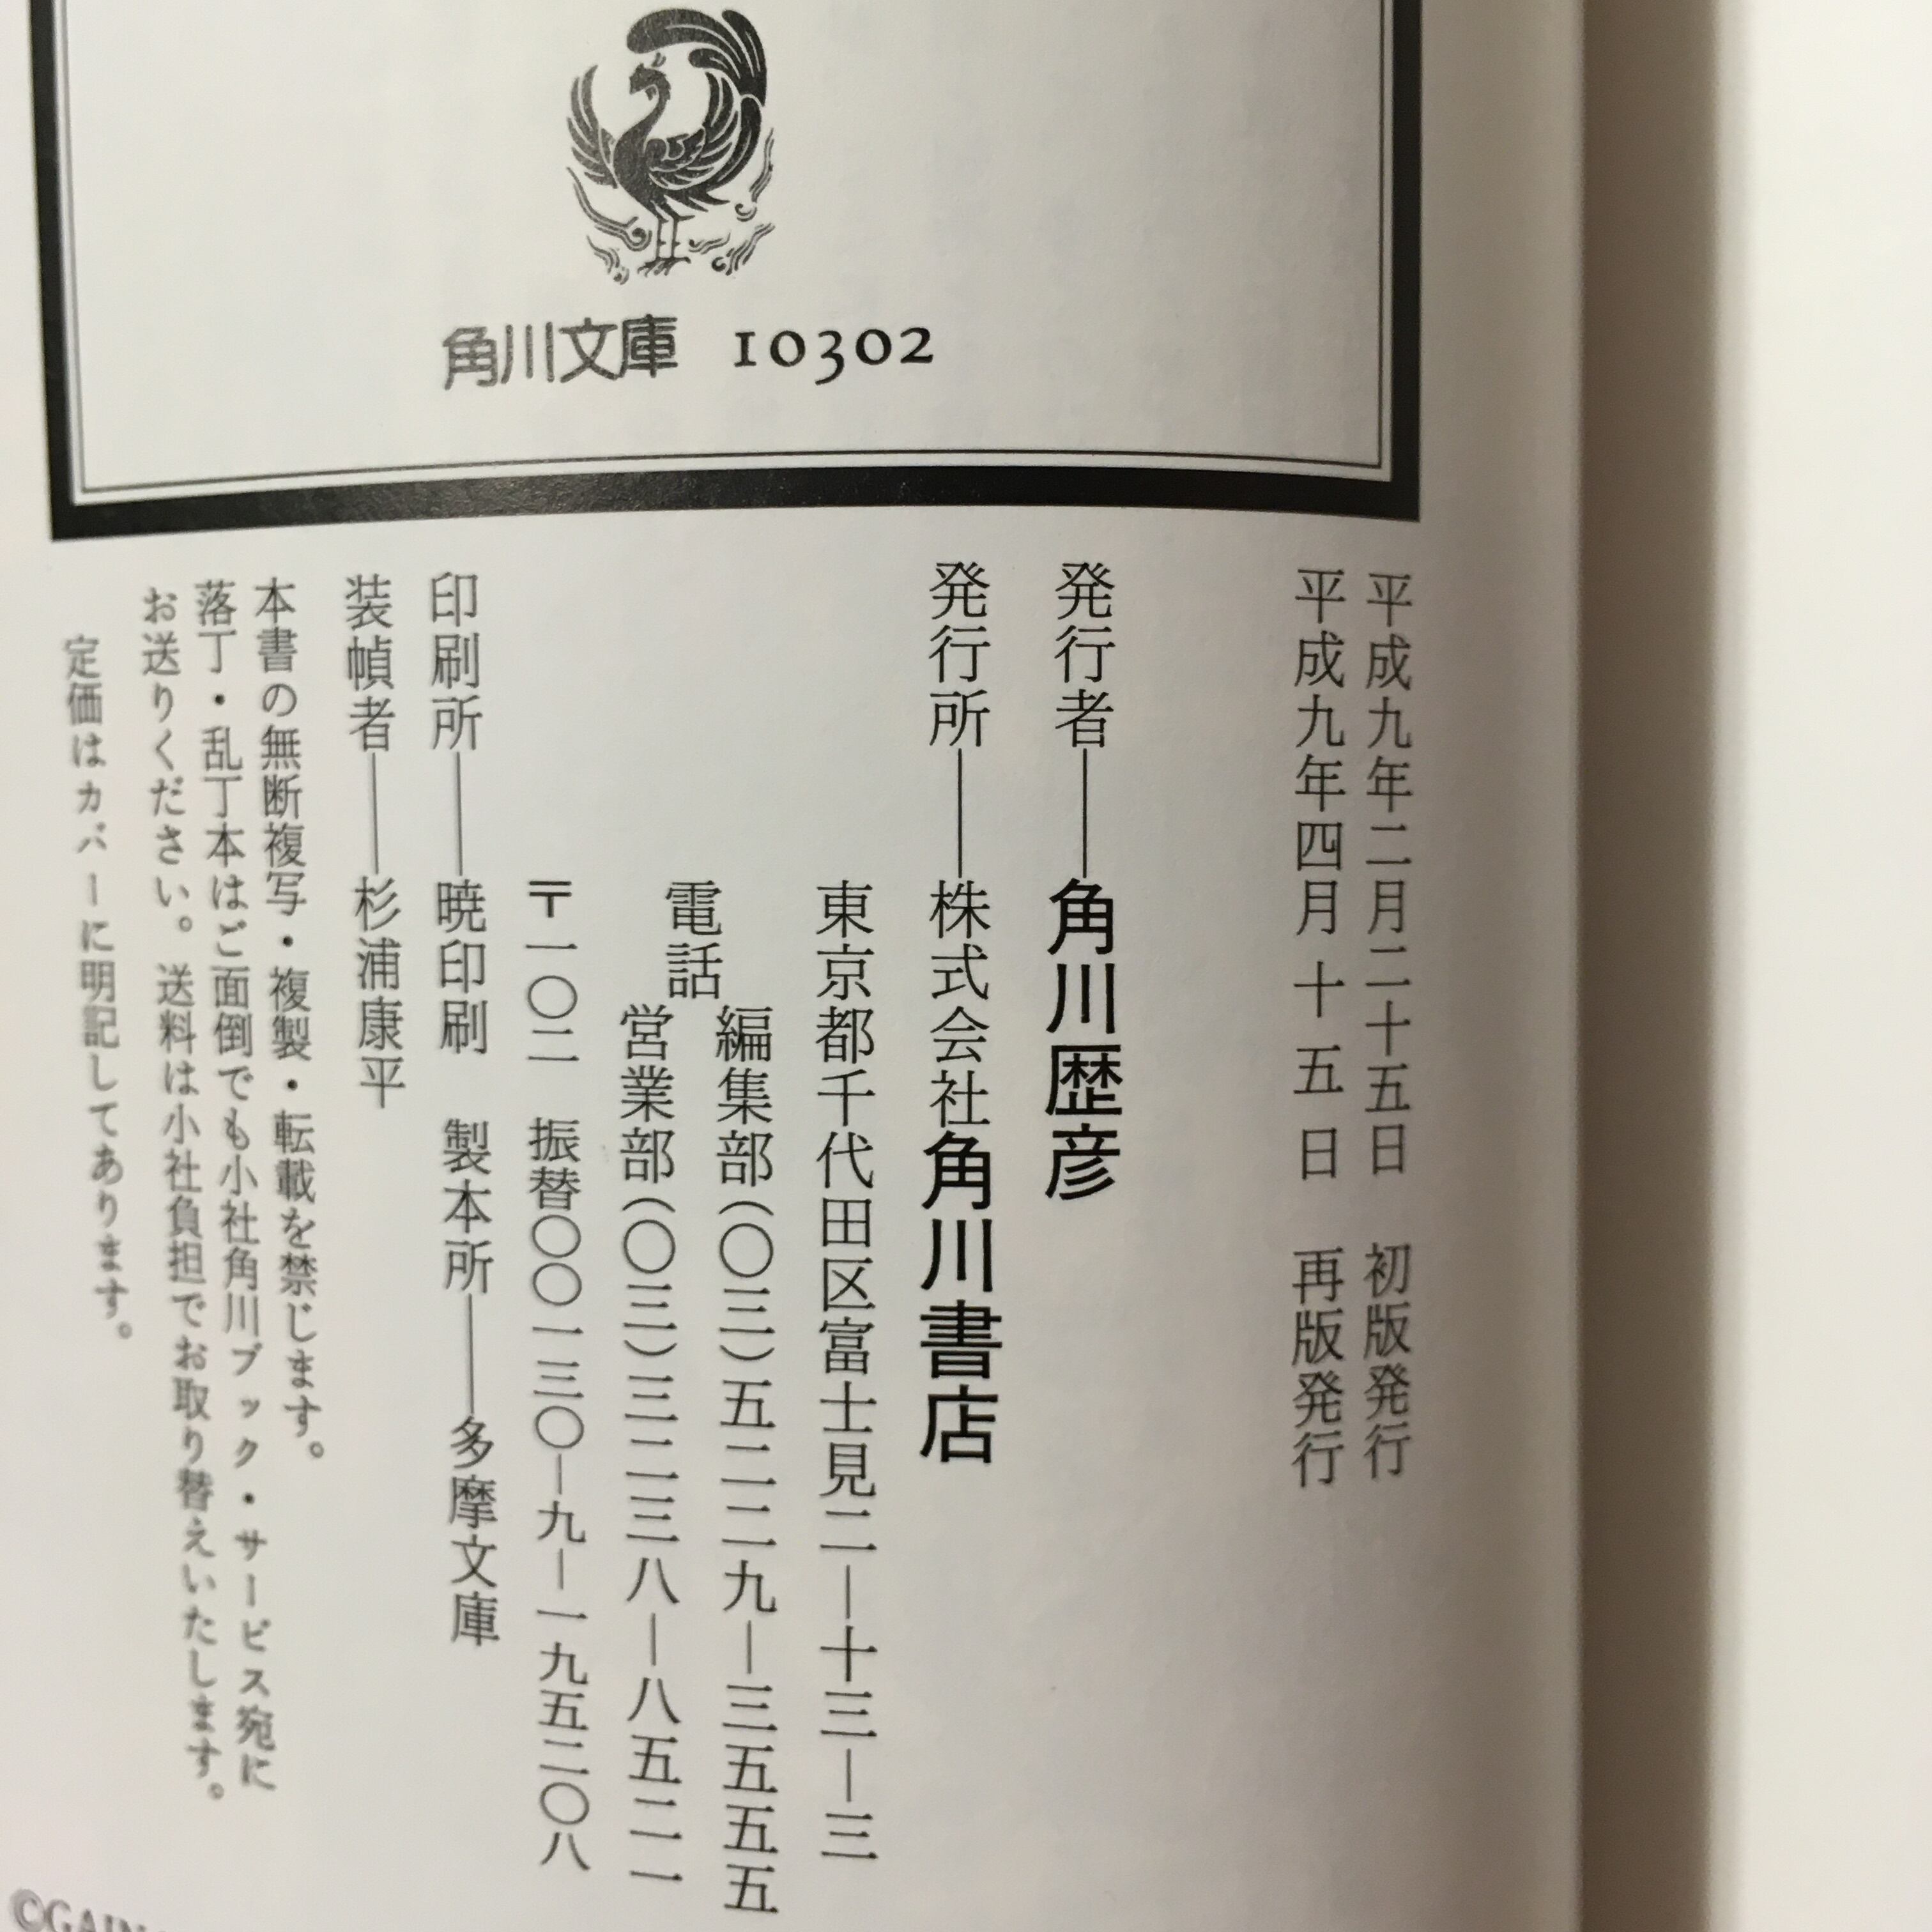 角川文庫 10302
平成九年二月二十五日 初版発行
平成九年四月十五日 再版発行
発行者――角川歴彦
発行所――株式会社角川書店
東京都千代田区富士見二―十三―三
電話
編集部(〇三)五二二九―三五五五
営業部(〇三)三二三八―八五二一
〒一〇二 振替〇〇一三〇―九―一九五二〇八
印刷所――暁印刷 製本所――多摩文庫
装幀者――杉浦康平
本書の無断複写・複製・転載を禁じます。
落丁・乱丁本はご面倒でも小社角川ブック・サービス宛に
お送りください。送料は小社負担でお取り替えいたします。
定価はカバーに明記してあります。